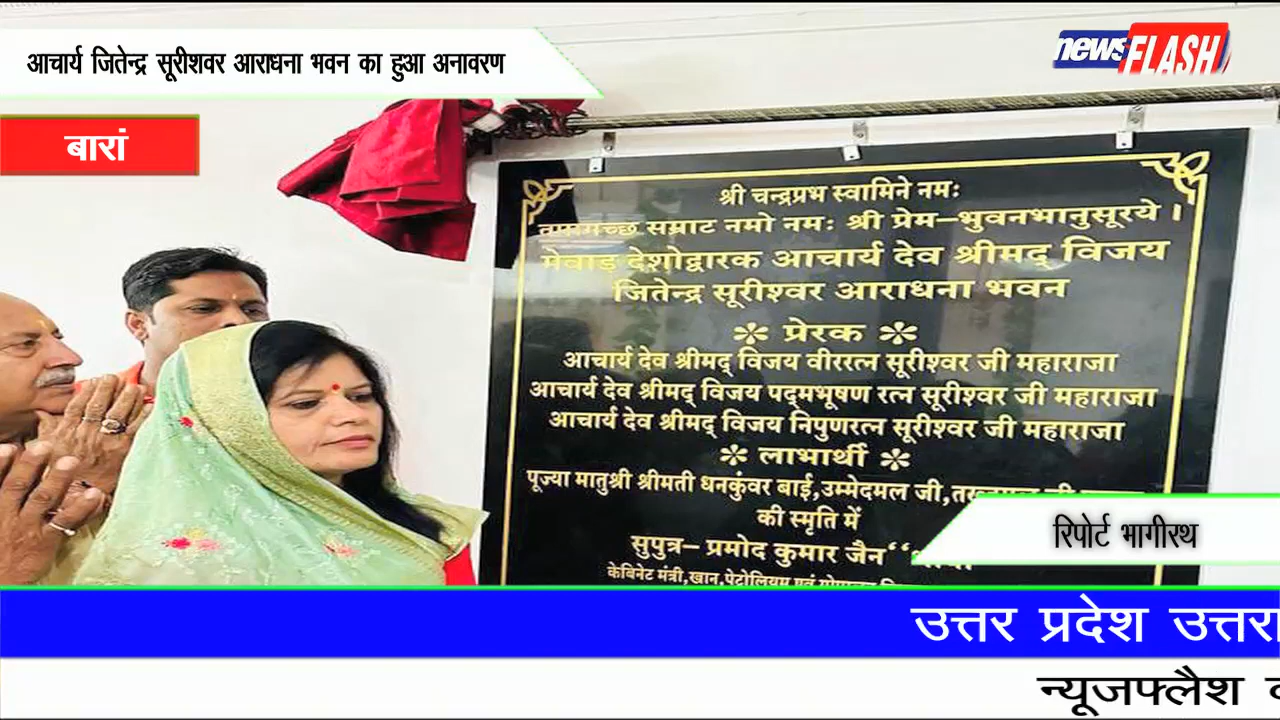 आचार्य जितेन्द्र सूरीशवर आराधना भवन का हुआ अनावरण
news FLASH
बारां
श्री चन्द्रप्रभ स्वामिने नमः
सम्राट नमो नमः श्री प्रेम–भुवनभानुसूरये ।
मेवाड़ देशोद्वारक आचार्य देव श्रीमद् विजय
जितेन्द्र सूरीश्वर आराधना भवन
प्रेरक
आचार्य देव श्रीमद् विजय वीररत्न सूरीश्वर जी महाराजा
आचार्य देव श्रीमद् विजय पद्मभूषण रत्न सूरीश्वर जी महाराजा
आचार्य देव श्रीमद् विजय निपुणरत्न सूरीश्वर जी महाराजा
लाभार्थी
पूज्या मातुश्री श्रीमती धनकुंवर बाई,उम्मेदमल जी,
की स्मृति में
सुपुत्र– प्रमोद कुमार जैन
केबिनेट मंत्री,खान,पेटोलियम एवं
रिपोर्ट भागीरथ
उत्तर प्रदेश उत्तरा
न्यूजफ्लैश